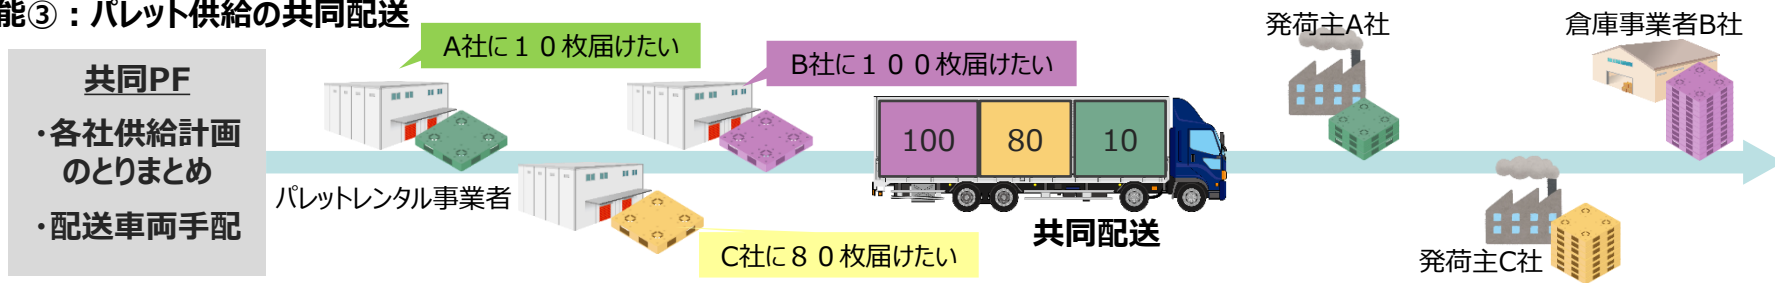 能③：パレット供給の共同配送
共同PF
・各社供給計画
のとりまとめ
・配送車両手配
A社に１０枚届けたい
B社に１００枚届けたい
C社に８０枚届けたい
パレットレンタル事業者
100
80
10
共同配送
発荷主A社
倉庫事業者B社
発荷主C社